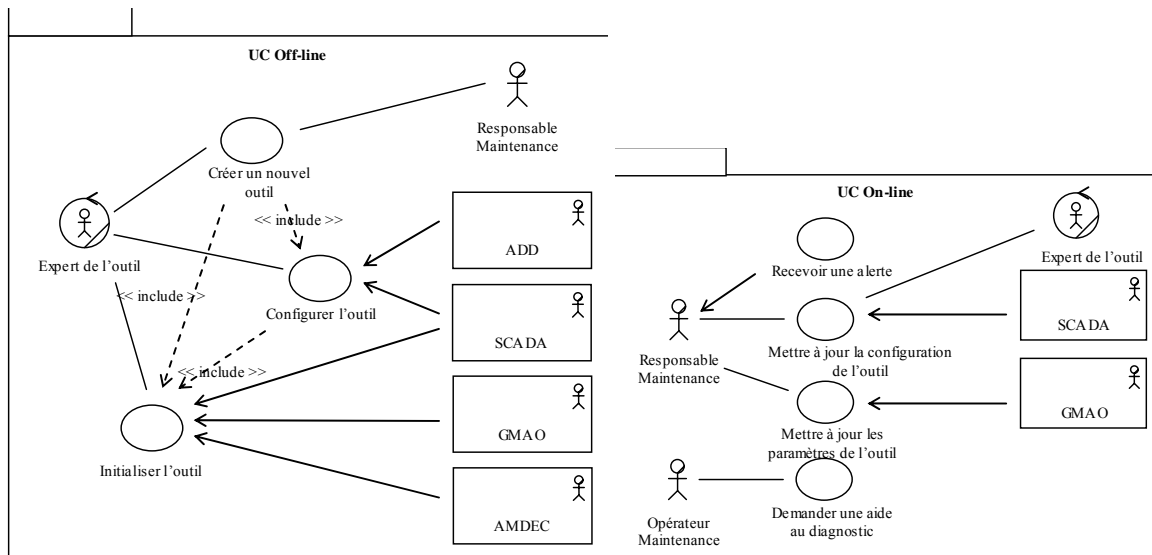 UC Off-line
Responsable
Maintenance
Créer un nouvel
outil
<< include >>
ADD
Expert de l'outil
<< include >>
Configurer l'outil
SCADA
<< include >>
GMAO
Initialiser l'outil
AMDEC
UC On-line
Recevoir une alerte
Expert de l'outil
SCADA
Responsable
Maintenance
Mettre à jour la configuration
de l'outil
GMAO
Mettre à jour les
paramètres de l'outil
Opérateur
Maintenance
Demander une aide
au diagnostic